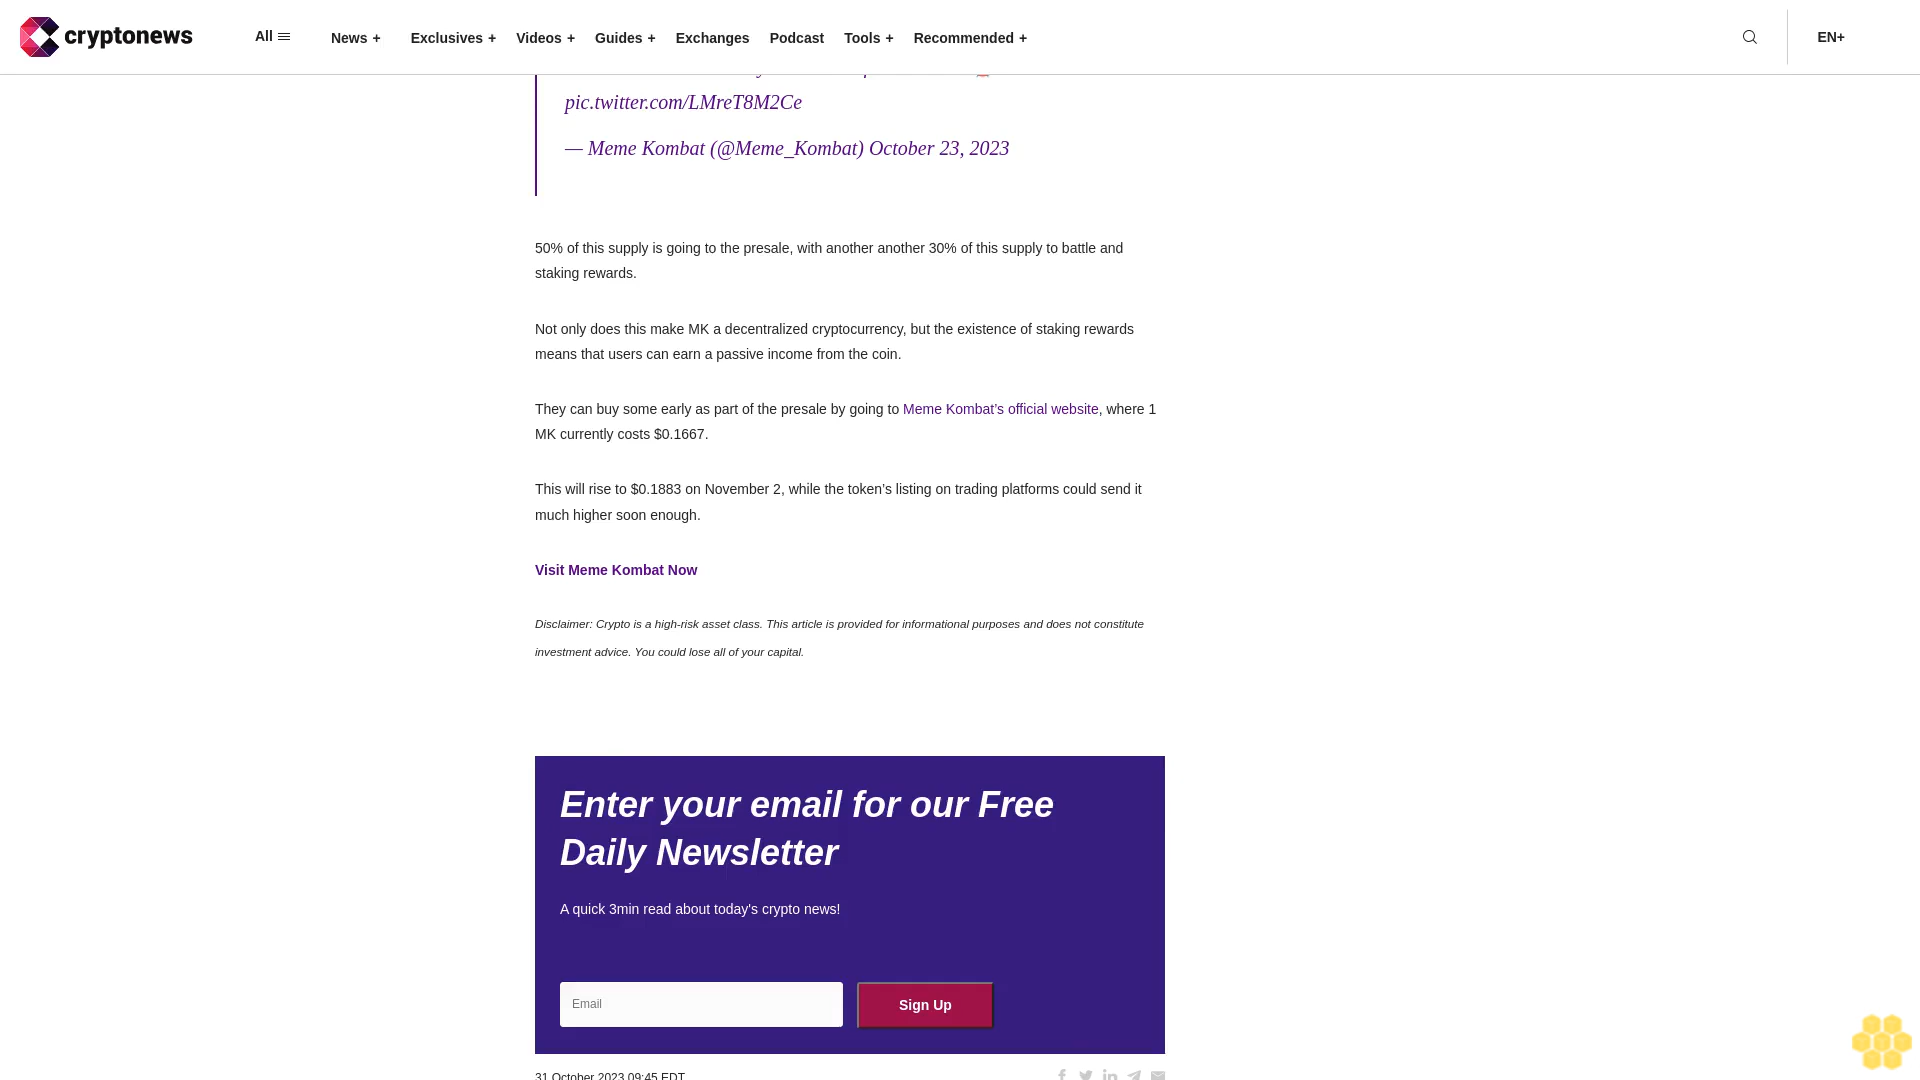 cryptonews
All
News +
Exclusives +
Videos +
Guides +
Exchanges
Podcast
Tools +
Recommended +
EN+
pic.twitter.com/LMreT8M2Ce
— Meme Kombat (@Meme_Kombat) October 23, 2023
50% of this supply is going to the presale, with another another 30% of this supply to battle and
staking rewards.
Not only does this make MK a decentralized cryptocurrency, but the existence of staking rewards
means that users can earn a passive income from the coin.
They can buy some early as part of the presale by going to Meme Kombat’s official website, where 1
MK currently costs $0.1667.
This will rise to $0.1883 on November 2, while the token’s listing on trading platforms could send it
much higher soon enough.
Visit Meme Kombat Now
Disclaimer: Crypto is a high-risk asset class. This article is provided for informational purposes and does not constitute
investment advice. You could lose all of your capital.
Enter your email for our Free
Daily Newsletter
A quick 3min read about today's crypto news!
Email
Sign Up
31 October 2023 09:45 EDT